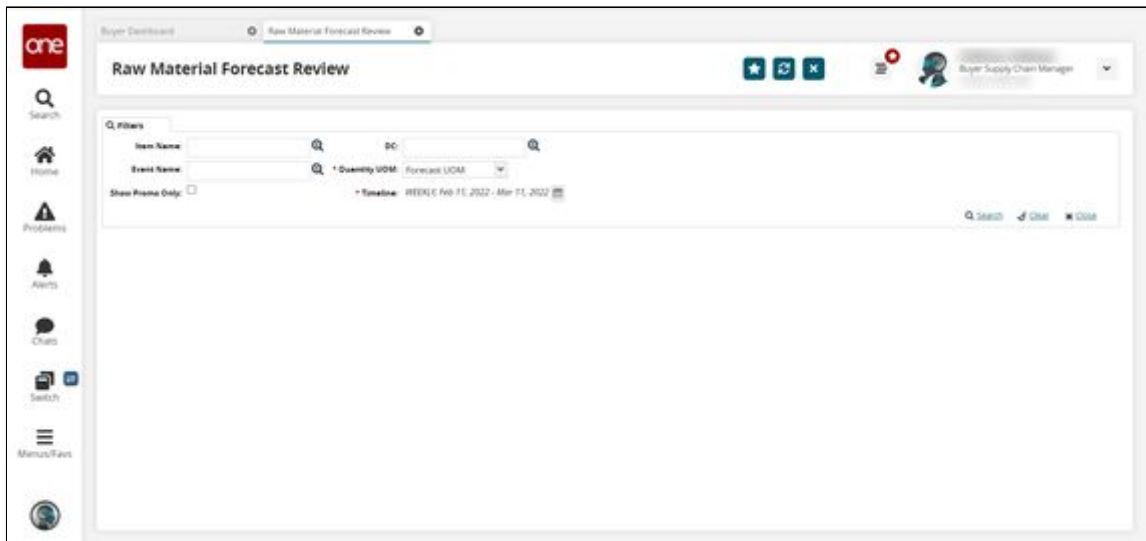 one
Buyer Dashboard
Raw Material Forecast Review
Raw Material Forecast Review
Buyer Supply Chain Manager
Search
Home
Problems
Alerts
Chats
Switch
Menus/Favs
Filters
Item Name:
DC:
Event Name:
* Quantity UOM: Forecast UOM
Show Promo Only:
* Timeline: WEEKLY, Feb 11, 2022 - Mar 11, 2022
Search Clear Close